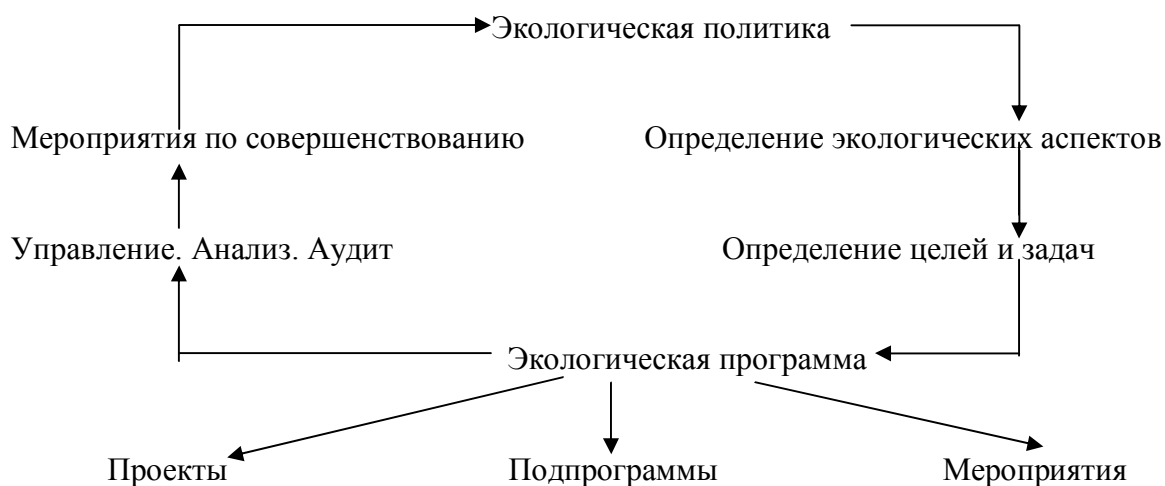 Экологическая политика
Мероприятия по совершенствованию
Определение экологических аспектов
Управление. Анализ. Аудит
Определение целей и задач
Экологическая программа
Проекты
Подпрограммы
Мероприятия